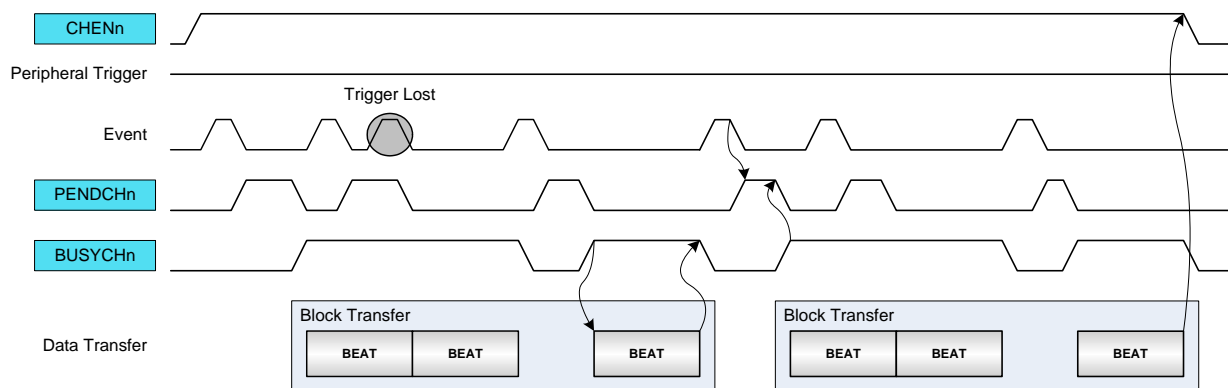 CHENn
Peripheral Trigger
Trigger Lost
Event
PENDCHn
BUSYCHn
Block Transfer
Block Transfer
Data Transfer
BEAT
BEAT
BEAT
BEAT
BEAT
BEAT